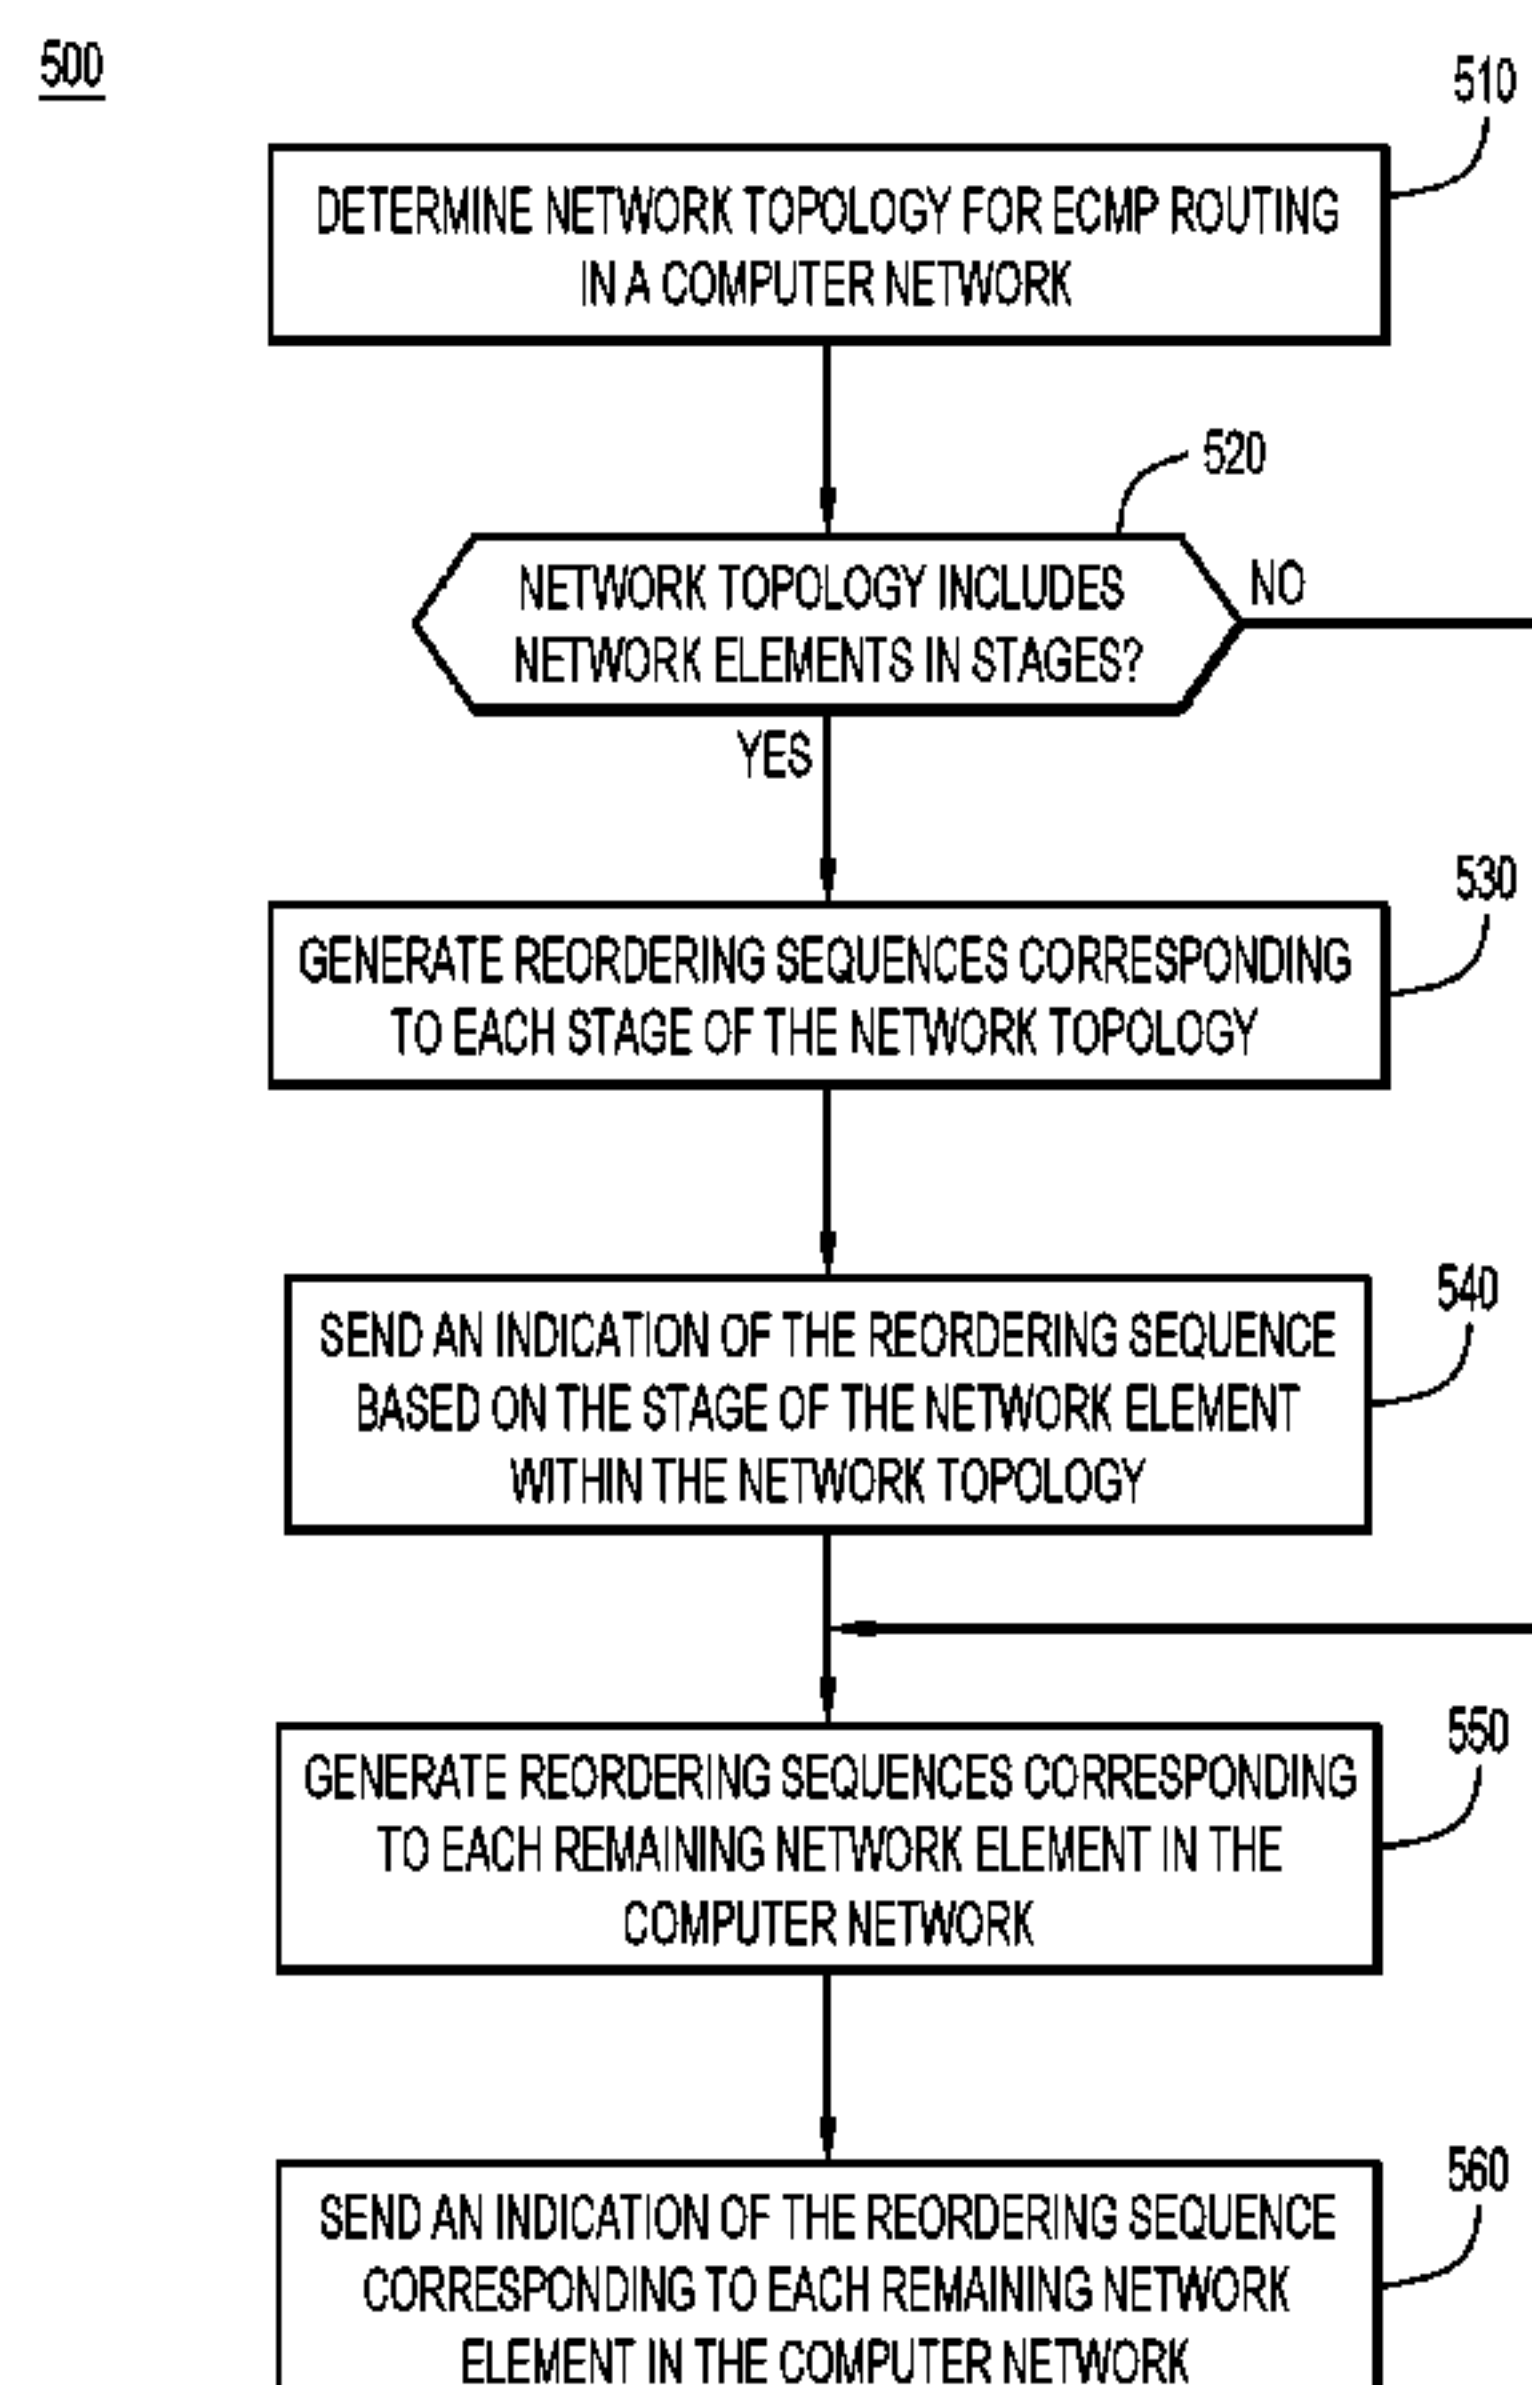 500
510
DETERMINE NETWORK TOPOLOGY FOR ECMP ROUTING
IN A COMPUTER NETWORK
520
NETWORK TOPOLOGY INCLUDES
NETWORK ELEMENTS IN STAGES?
NO
YES
530
GENERATE REORDERING SEQUENCES CORRESPONDING
TO EACH STAGE OF THE NETWORK TOPOLOGY
540
SEND AN INDICATION OF THE REORDERING SEQUENCE
BASED ON THE STAGE OF THE NETWORK ELEMENT
WITHIN THE NETWORK TOPOLOGY
550
GENERATE REORDERING SEQUENCES CORRESPONDING
TO EACH REMAINING NETWORK ELEMENT IN THE
COMPUTER NETWORK
560
SEND AN INDICATION OF THE REORDERING SEQUENCE
CORRESPONDING TO EACH REMAINING NETWORK
ELEMENT IN THE COMPUTER NETWORK